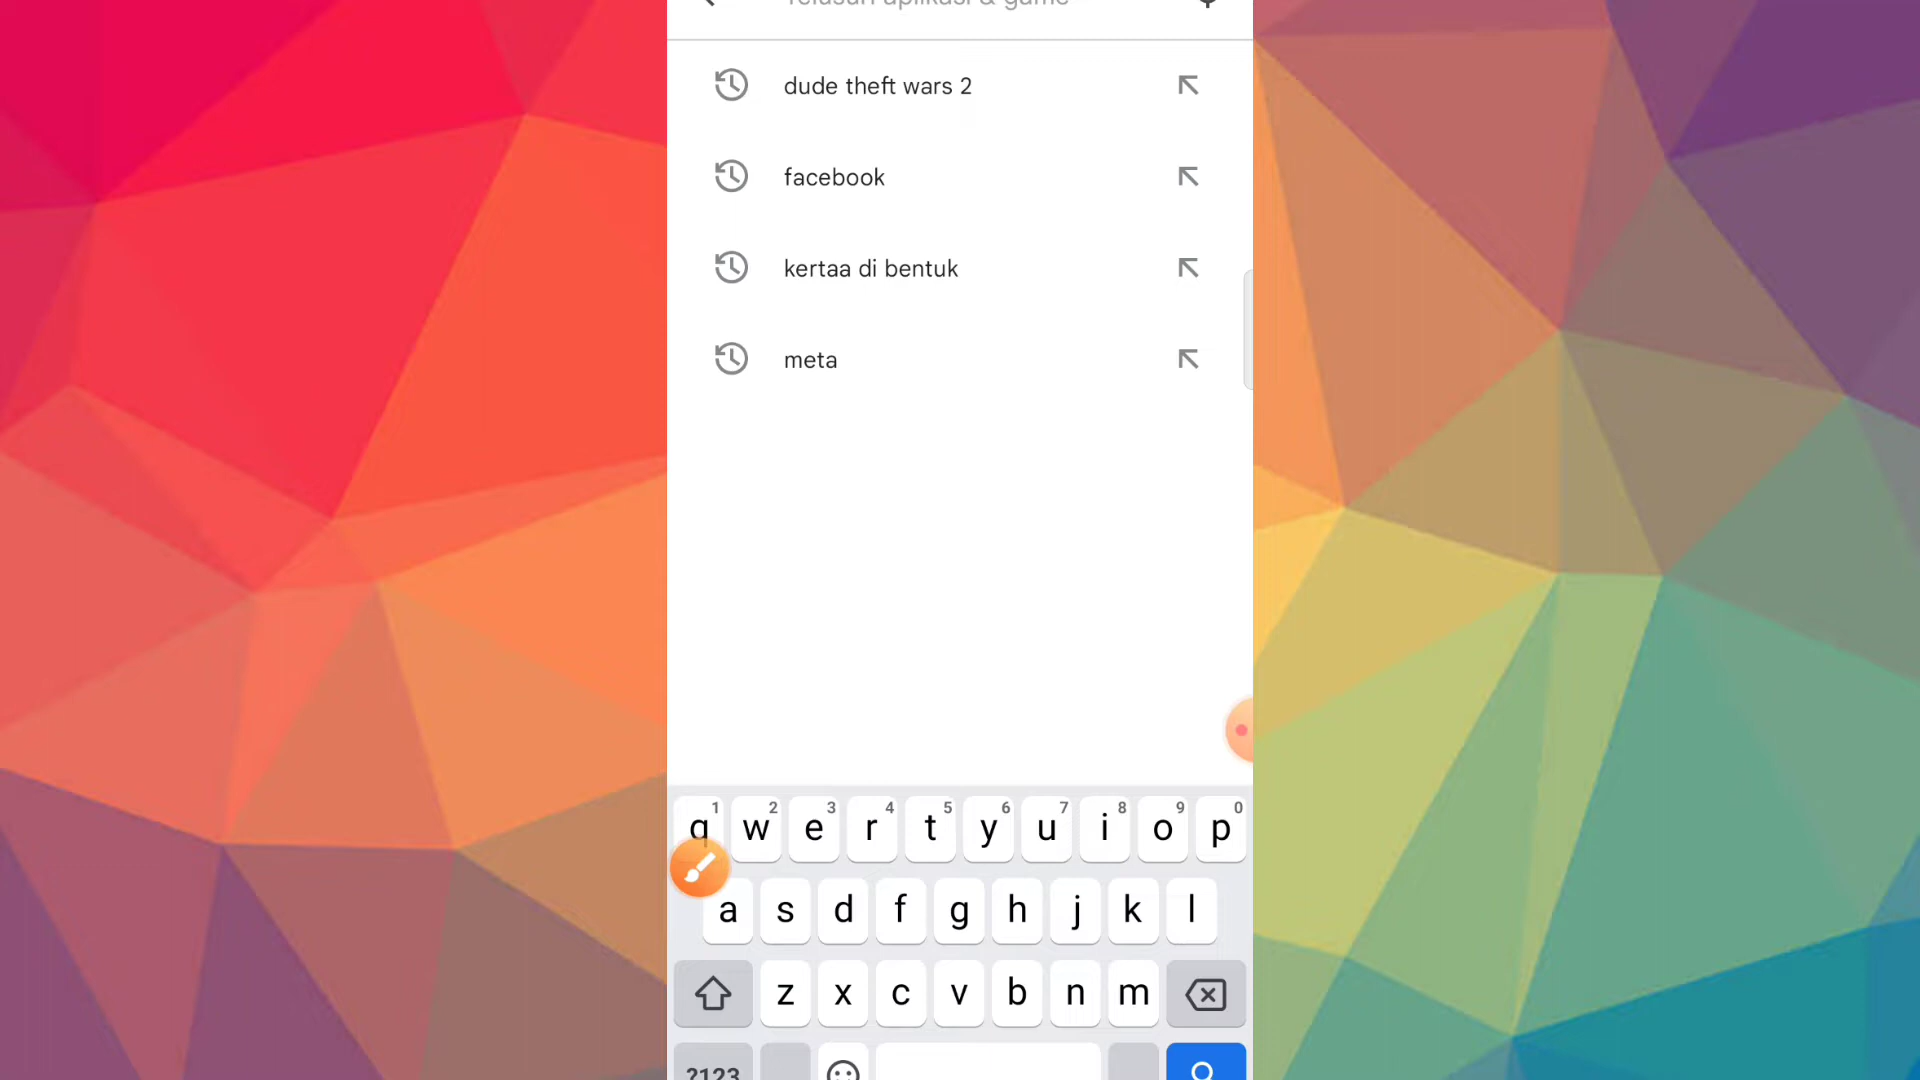 Telusuri aplikasi & game
dude theft wars 2
facebook
kertaa di bentuk
meta
1 2 3 4 5 6 7 8 9 0
q w e r t y u i o p
a s d f g h j k l
z x c v b n m
?123